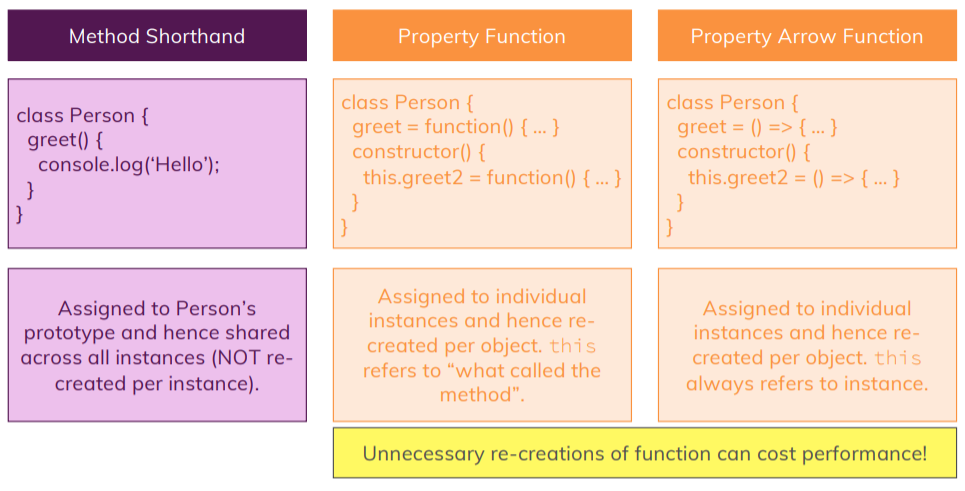 Method Shorthand
class Person {
greet() {
console.log(‘Hello’);
}
}
Assigned to Person’s
prototype and hence shared
across all instances (NOT re-
created per instance).
Property Function
class Person {
greet = function() { ... }
constructor() {
this.greet2 = function() { ... }
}
}
Assigned to individual
instances and hence re-
created per object. this
refers to “what called the
method”.
Property Arrow Function
class Person {
greet = () => { ... }
constructor() {
this.greet2 = () => { ... }
}
}
Assigned to individual
instances and hence re-
created per object. this
always refers to instance.
Unnecessary re-creations of function can cost performance!